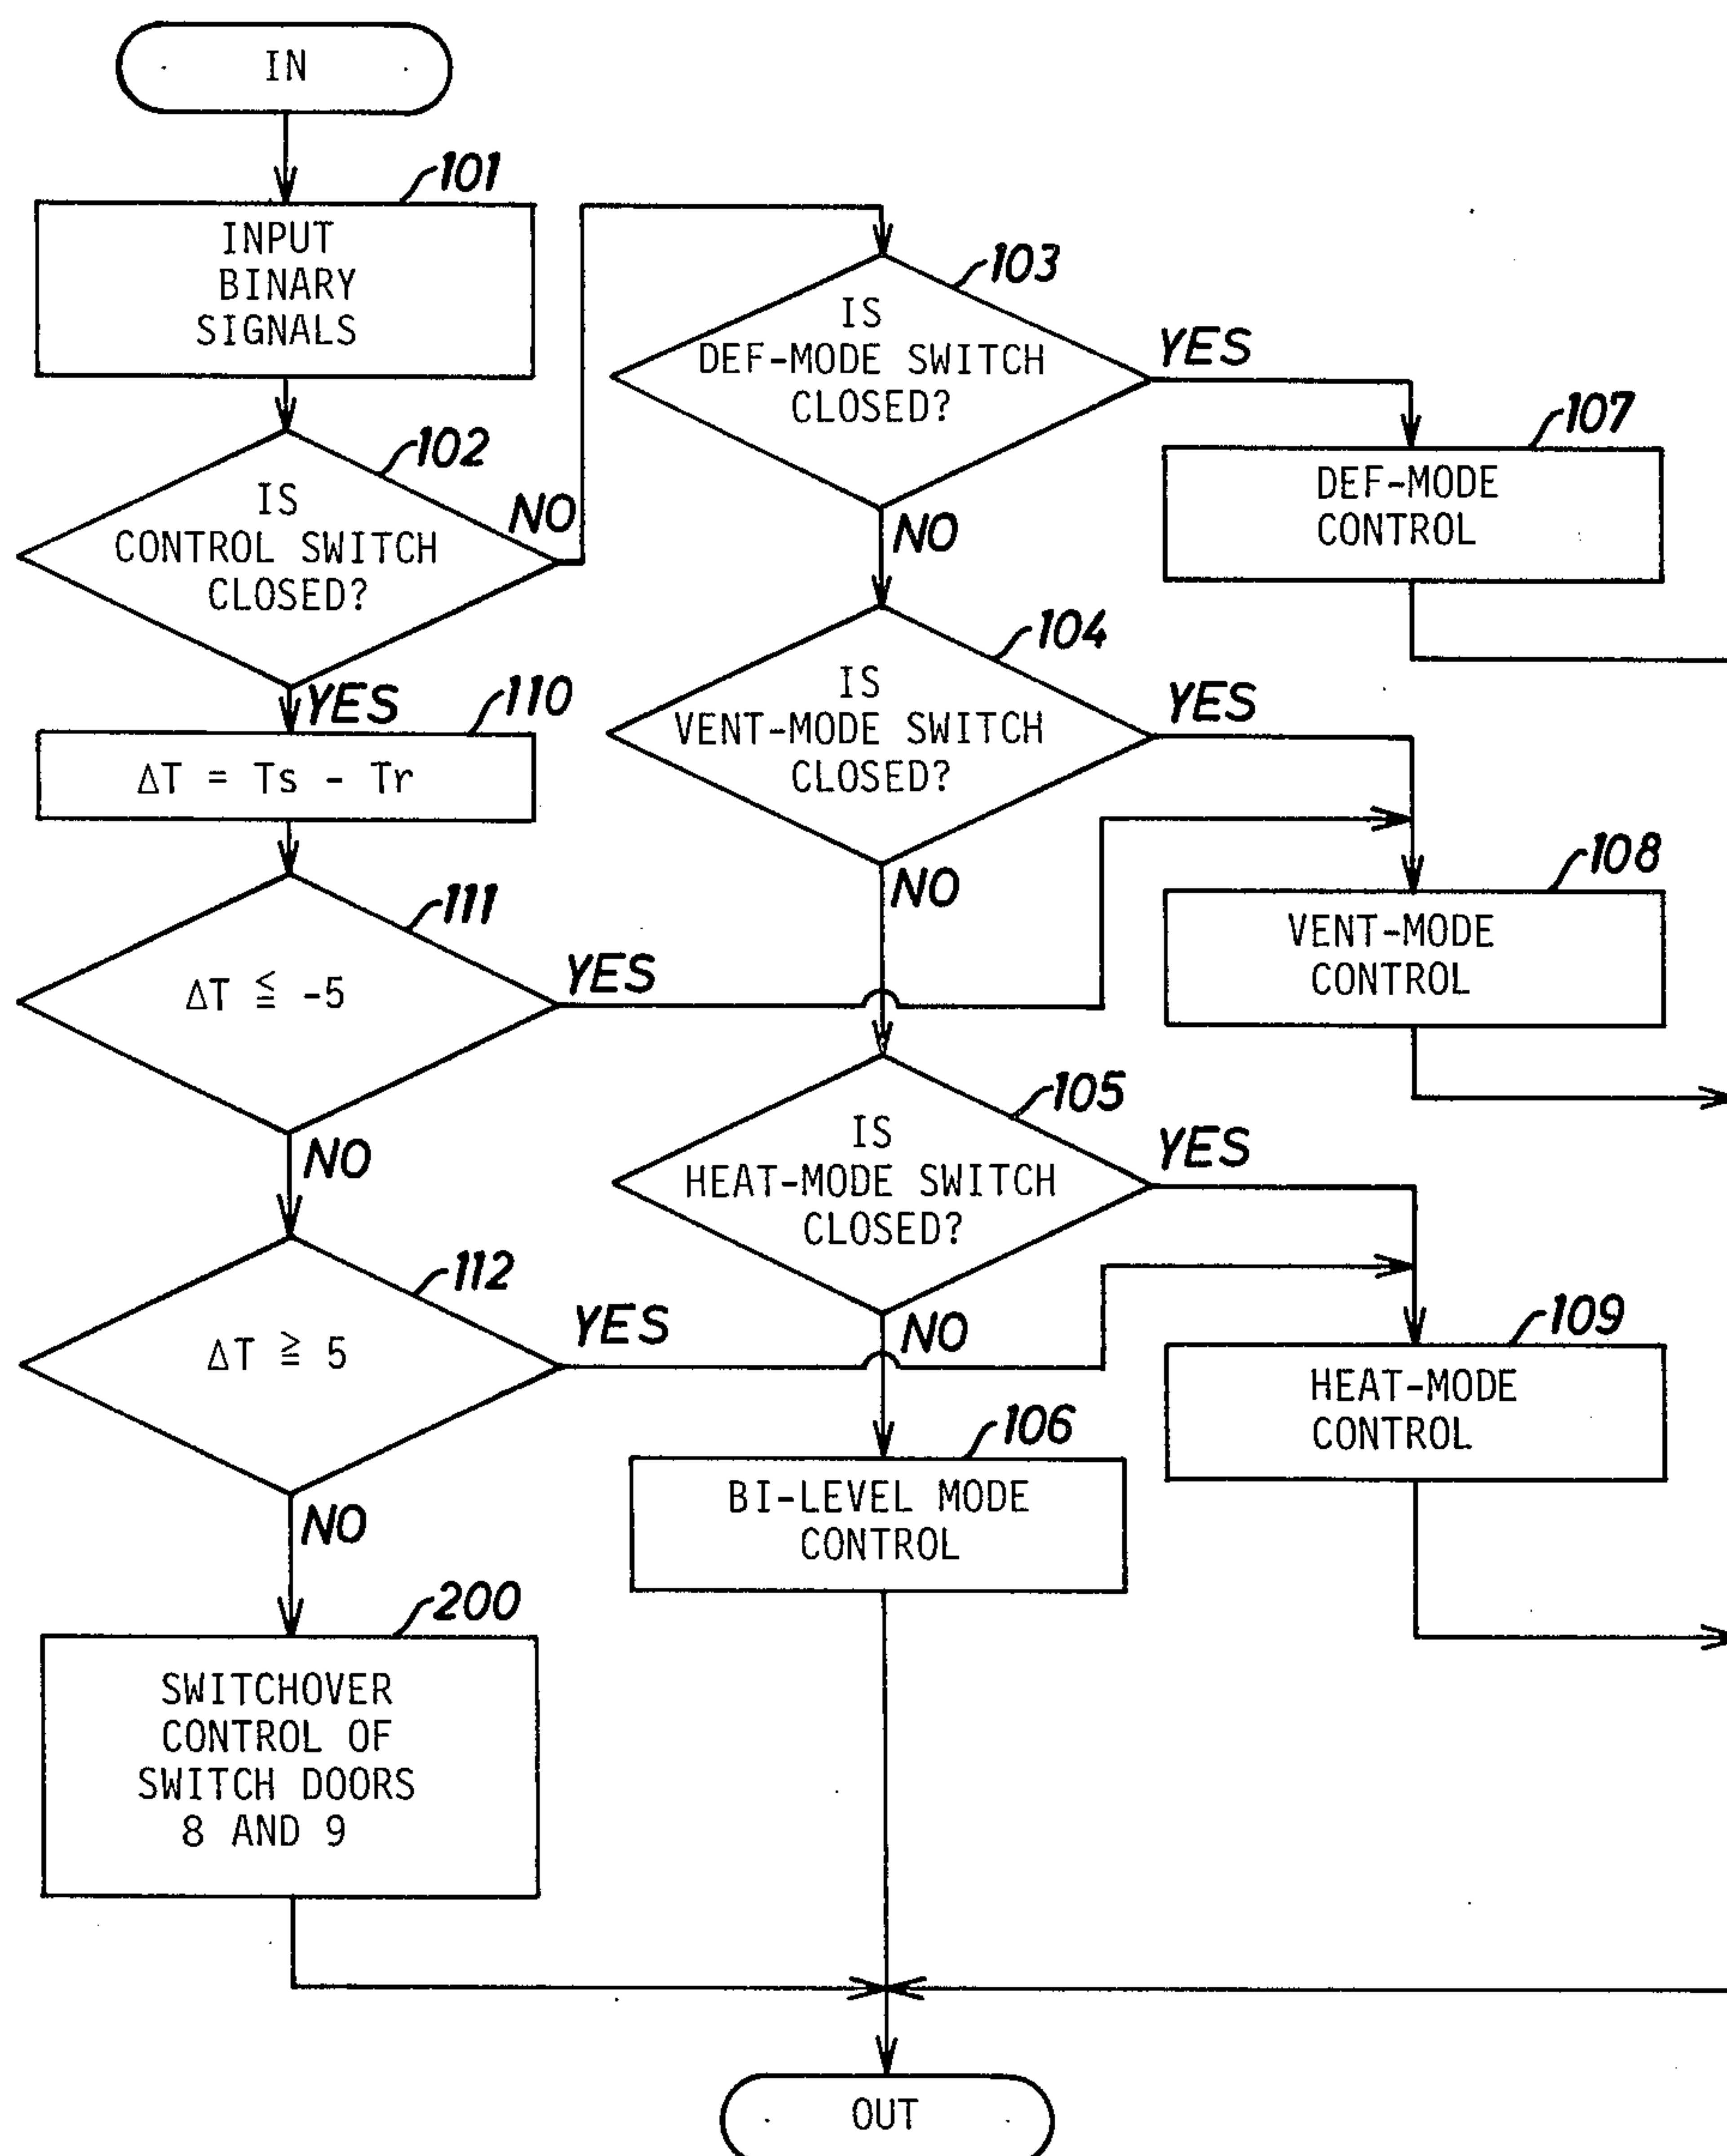 IN
101
INPUT
BINARY
SIGNALS
102
IS
CONTROL SWITCH
CLOSED?
NO
YES
110
ΔT = Ts - Tr
111
ΔT ≦ -5
YES
NO
112
ΔT ≧ 5
YES
NO
200
SWITCHOVER
CONTROL OF
SWITCH DOORS
8 AND 9
103
IS
DEF-MODE SWITCH
CLOSED?
YES
NO
104
IS
VENT-MODE SWITCH
CLOSED?
YES
NO
105
IS
HEAT-MODE SWITCH
CLOSED?
YES
NO
106
BI-LEVEL MODE
CONTROL
107
DEF-MODE
CONTROL
108
VENT-MODE
CONTROL
109
HEAT-MODE
CONTROL
OUT